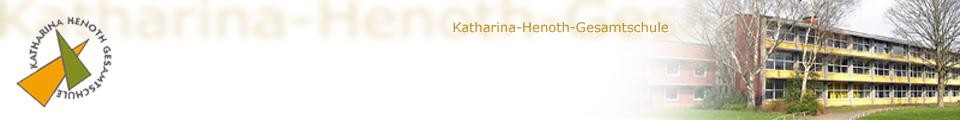 Katharina-Henoth-Gesamtschule
Katharina-Henoth-Gesamtschule
KATHARINA HENOTH GESAMTSCHULE